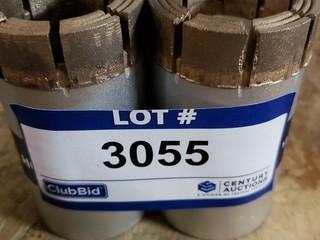 LOT #
3055
ClubBid
CENTURY
AUCTIONS